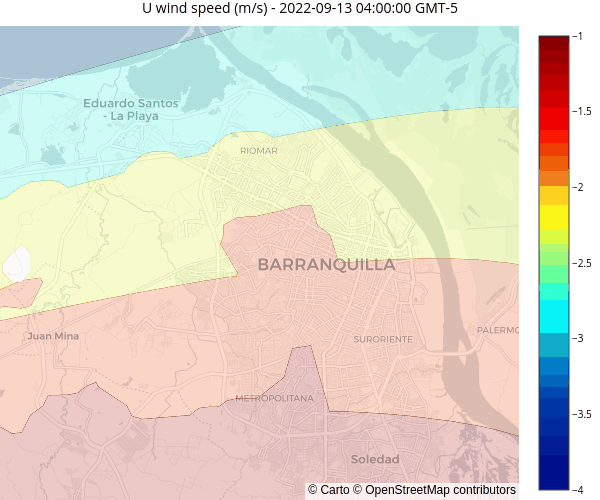 U wind speed (m/s) - 2022-09-13 04:00:00 GMT-5
−1
Eduardo Santos
- La Playa
−1.5
RIOMAR
−2
−2.5
BARRANQUILLA
Juan Mina
SURORIENTE
PALERMO
−3
−3.5
METROPOLITANA
Soledad
−4
© Carto © OpenStreetMap contributors